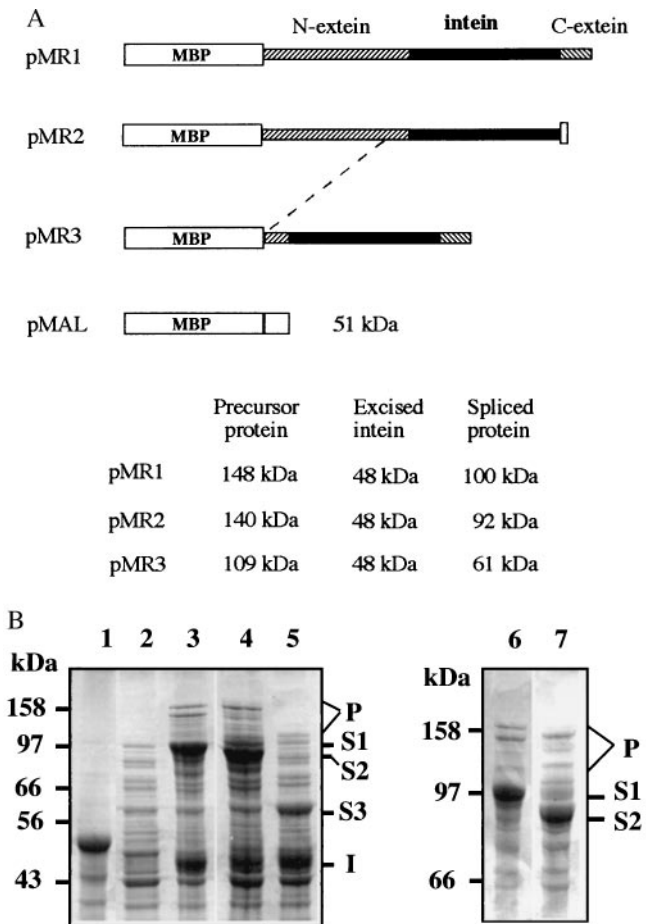 A
N-extein intein C-extein
pMR1 MBP
pMR2 MBP
pMR3 MBP
pMAL MBP 51 kDa
Precursor protein Excised intein Spliced protein
pMR1 148 kDa 48 kDa 100 kDa
pMR2 140 kDa 48 kDa 92 kDa
pMR3 109 kDa 48 kDa 61 kDa
B
1 2 3 4 5
kDa
158
97
66
56
43
P
S1
S2
S3
I
6 7
kDa
158
97
66
P
S1
S2